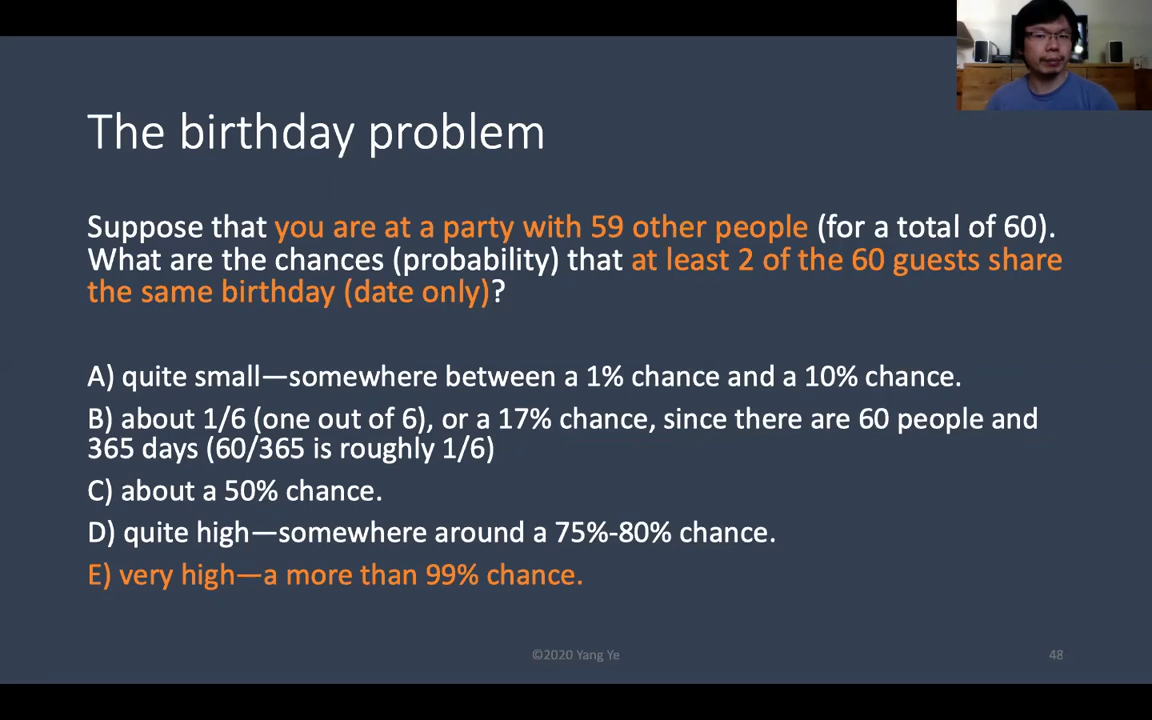 The birthday problem
Suppose that you are at a party with 59 other people (for a total of 60).
What are the chances (probability) that at least 2 of the 60 guests share
the same birthday (date only)?
A) quite small—somewhere between a 1% chance and a 10% chance.
B) about 1/6 (one out of 6), or a 17% chance, since there are 60 people and
365 days (60/365 is roughly 1/6)
C) about a 50% chance.
D) quite high—somewhere around a 75%-80% chance.
E) very high—a more than 99% chance.
©2020 Yang Ye
48